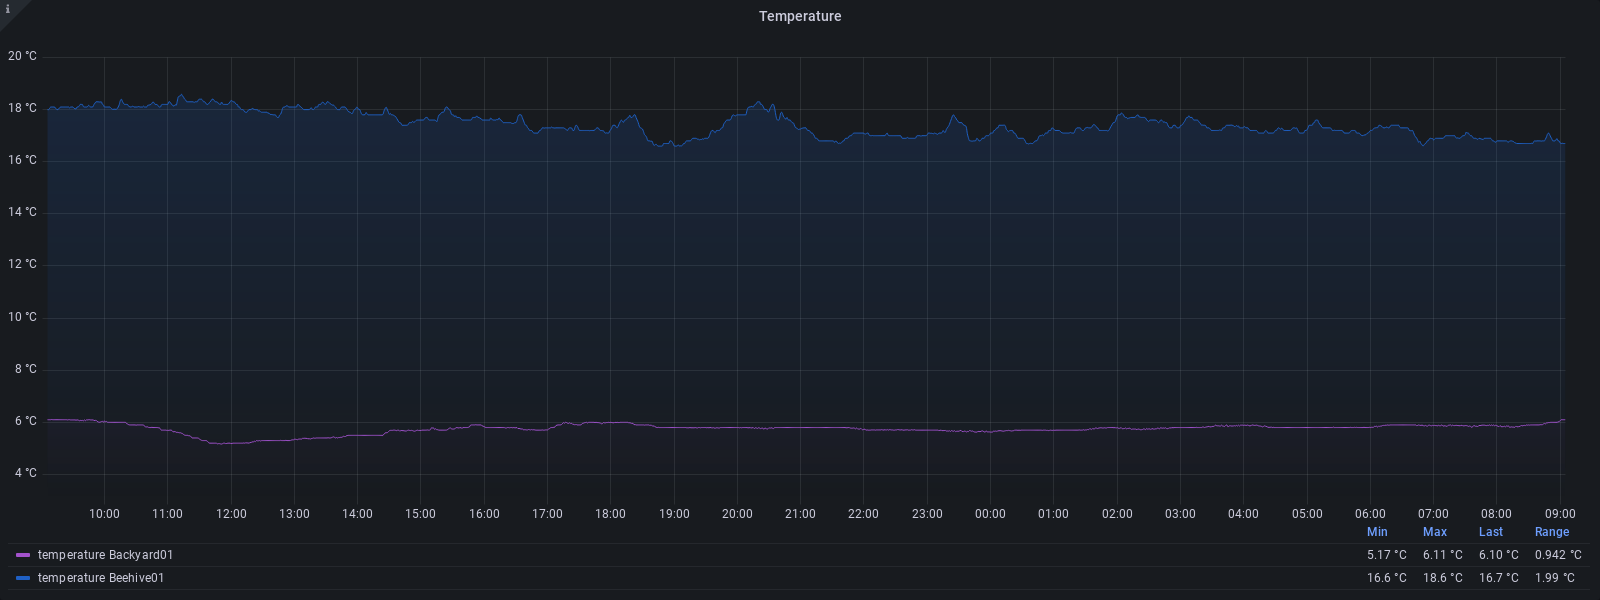 i
Temperature
20 °C
18 °C
16 °C
14 °C
12 °C
10 °C
8 °C
6 °C
4 °C
10:00 11:00 12:00 13:00 14:00 15:00 16:00 17:00 18:00 19:00 20:00 21:00 22:00 23:00 00:00 01:00 02:00 03:00 04:00 05:00 06:00 07:00 08:00 09:00
Min Max Last Range
temperature Backyard01 5.17 °C 6.11 °C 6.10 °C 0.942 °C
temperature Beehive01 16.6 °C 18.6 °C 16.7 °C 1.99 °C